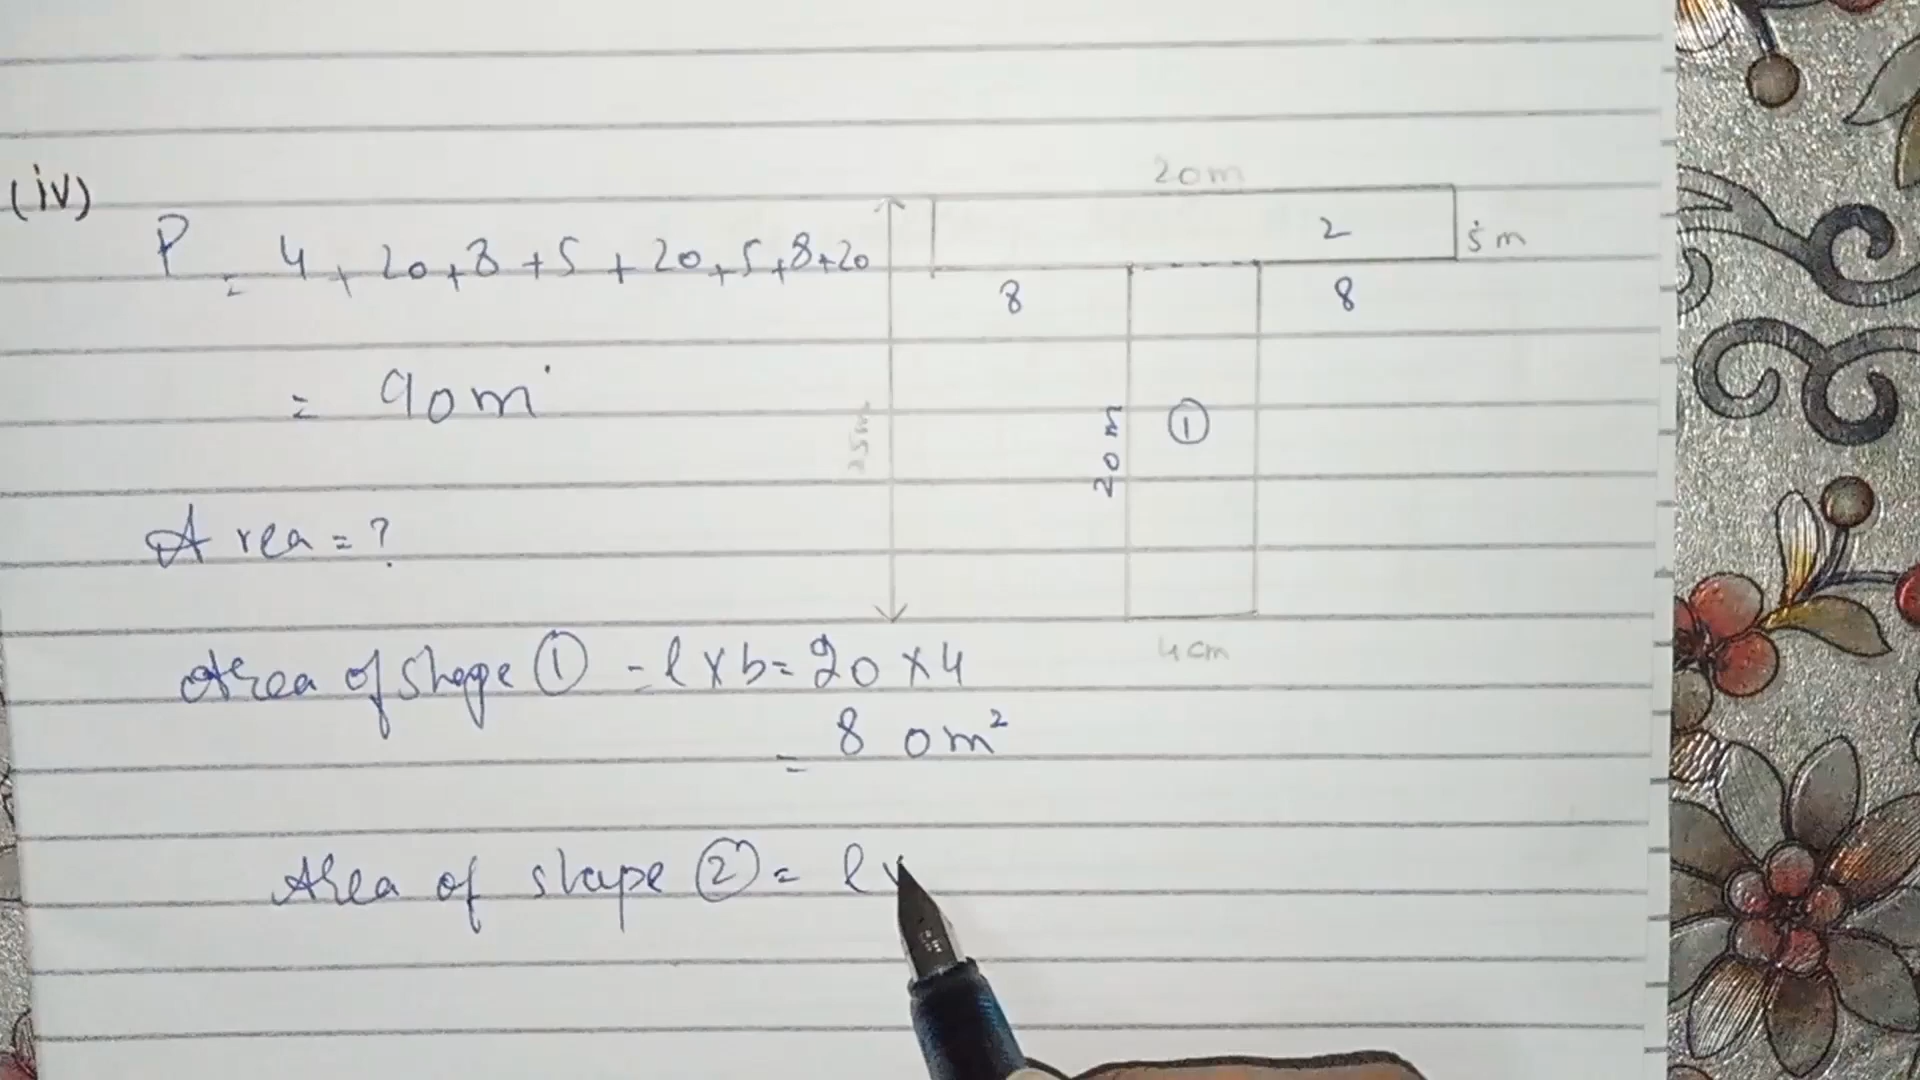 (iv)
P = 4 + 20 + 8 + 5 + 20 + 5 + 8 + 20
= 90m
Area = ?
Area of shape ① = l × b = 20 × 4
= 80m²
Area of shape ② = l ×
20m
2
5m
8
8
25m
20m
①
4cm